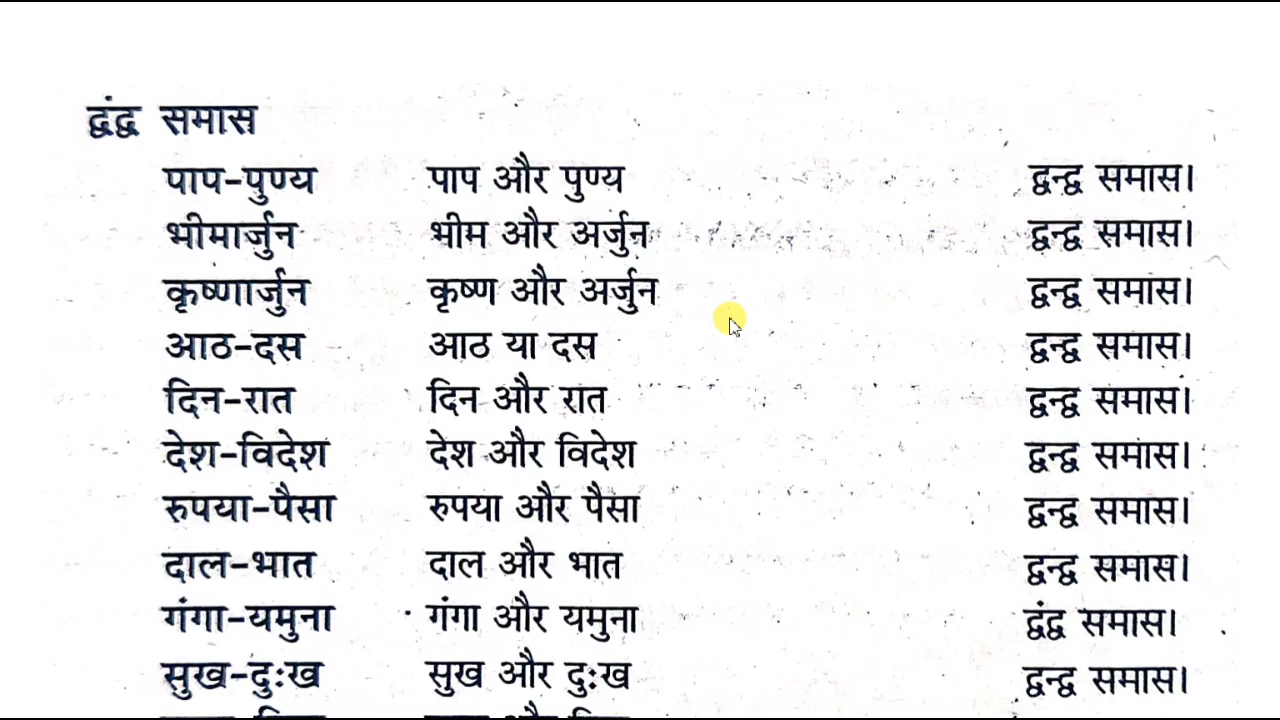 द्वंद्व समास
पाप-पुण्य पाप और पुण्य द्वन्द्व समास।
भीमार्जुन भीम और अर्जुन द्वन्द्व समास।
कृष्णार्जुन कृष्ण और अर्जुन द्वन्द्व समास।
आठ-दस आठ या दस द्वन्द्व समास।
दिन-रात दिन और रात द्वन्द्व समास।
देश-विदेश देश और विदेश द्वन्द्व समास।
रुपया-पैसा रुपया और पैसा द्वन्द्व समास।
दाल-भात दाल और भात द्वन्द्व समास।
गंगा-यमुना गंगा और यमुना द्वंद्व समास।
सुख-दुःख सुख और दुःख द्वन्द्व समास।